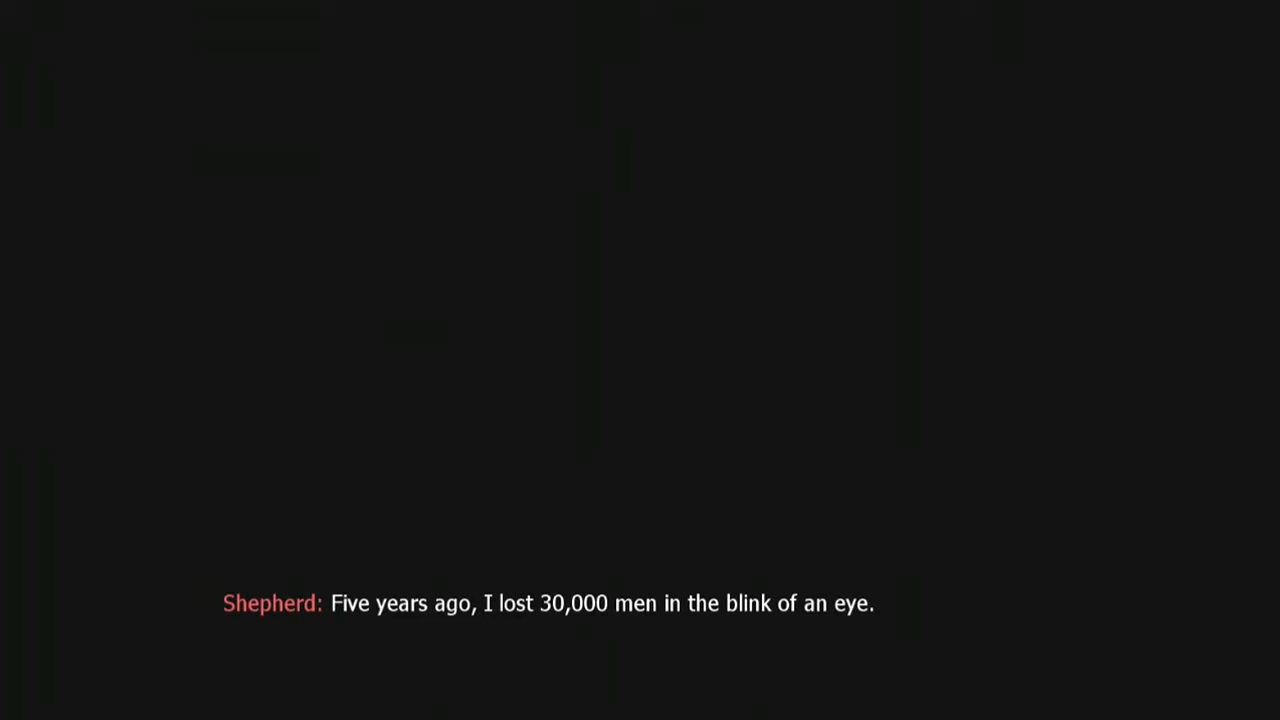 Shepherd: Five years ago, I lost 30,000 men in the blink of an eye.